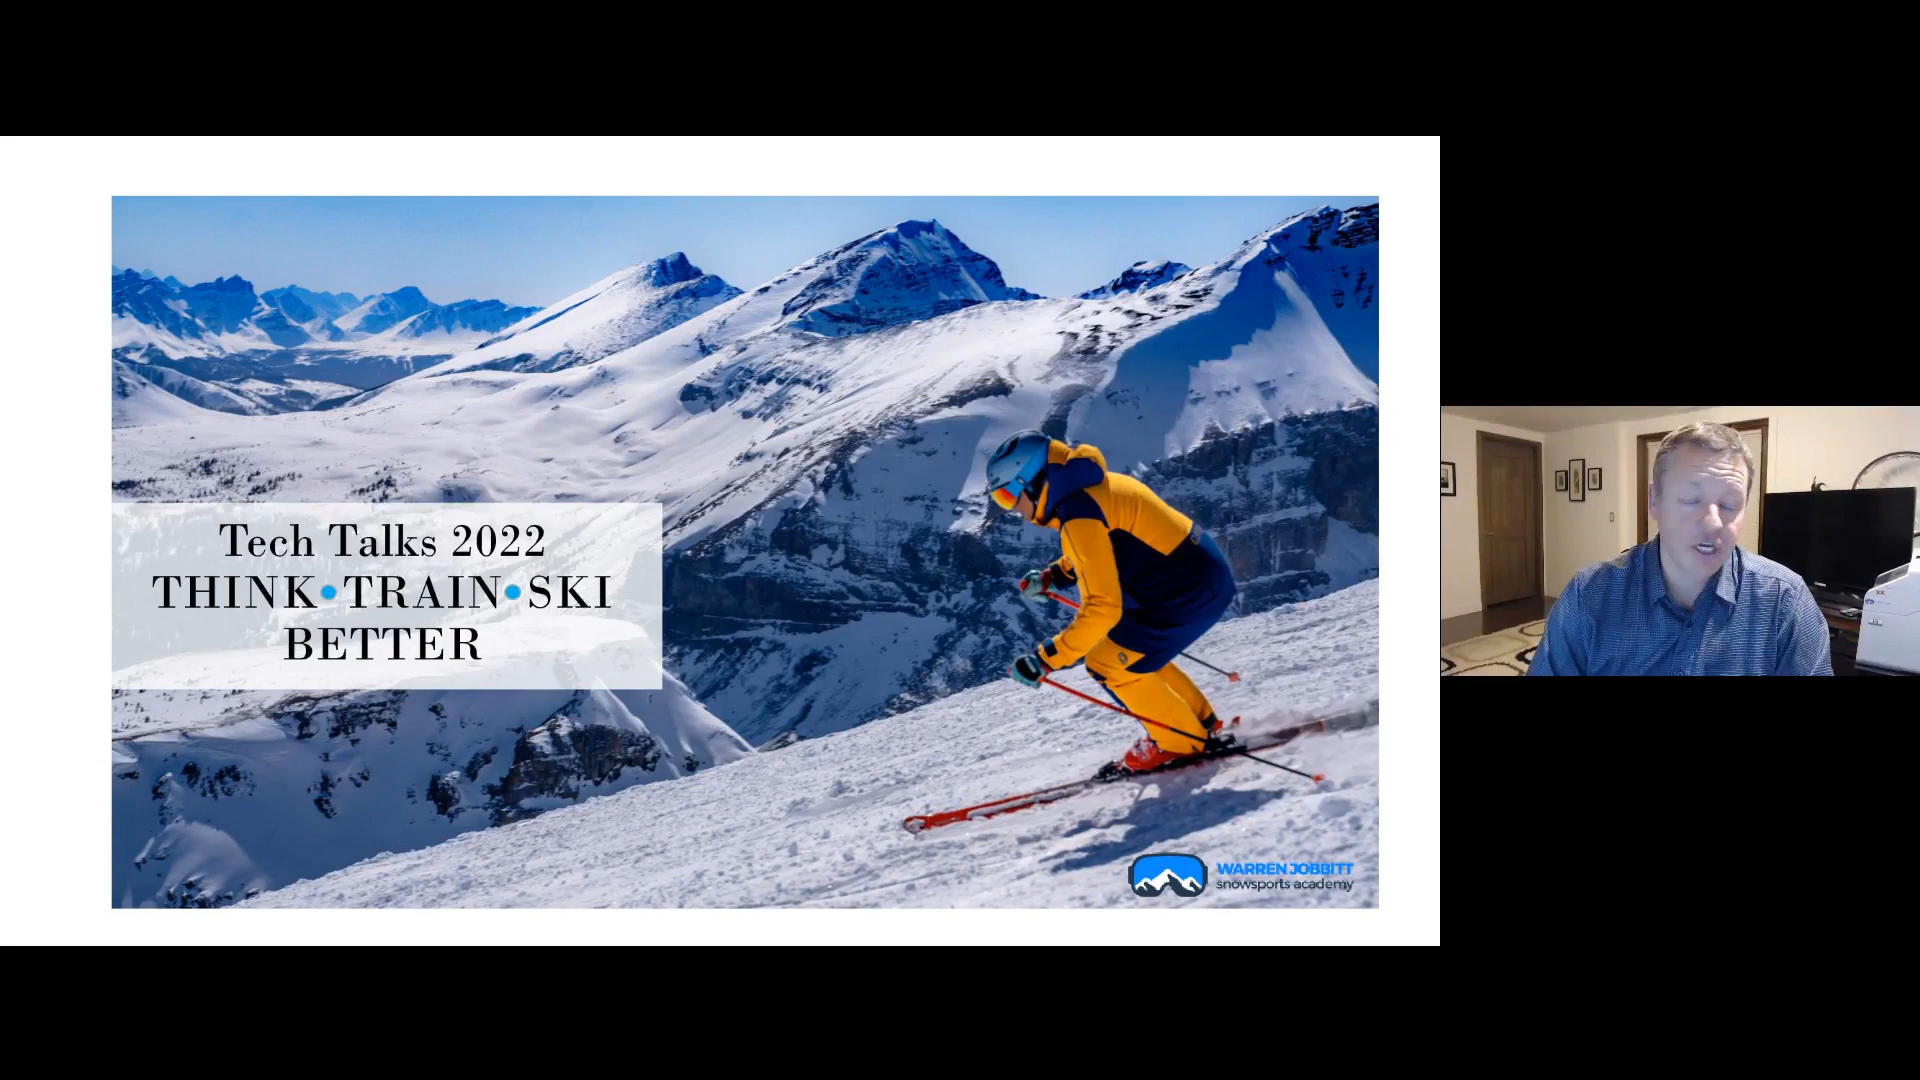 Tech Talks 2022
THINK•TRAIN•SKI
BETTER
WARREN JOBBITT
snowsports academy